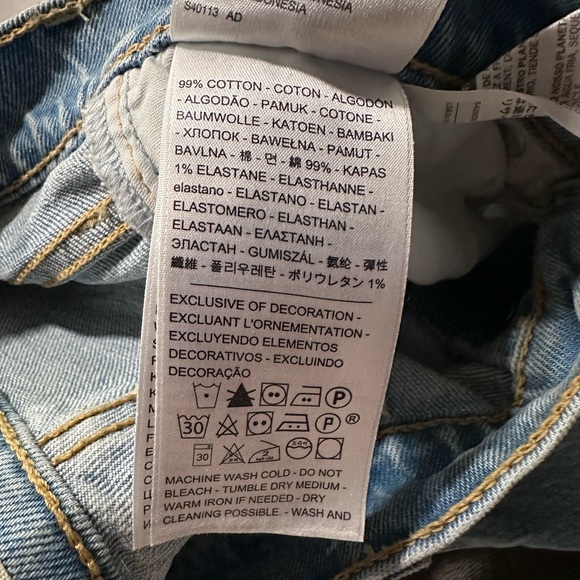 S40113 AD
99% COTTON - COTON - ALGODÓN
- ALGODÃO - PAMUK - COTONE -
BAUMWOLLE - KATOEN - BAMBAKI
- ХЛОПОК - BAWEŁNA - PAMUT -
BAVLNA - 棉 - 면 - 綿 99% - KAPAS
1% ELASTANE - ELASTHANNE -
elastano - ELASTANO - ELASTAN -
ELASTOMERO - ELASTHAN -
ELASTAAN - ΕΛΑΣΤΑΝΗ -
ЭЛАСТАН - GUMISZÁL - 氨纶 - 彈性
纖維 - 폴리우레탄 - ポリウレタン 1%
EXCLUSIVE OF DECORATION -
EXCLUANT L'ORNEMENTATION -
EXCLUYENDO ELEMENTOS
DECORATIVOS - EXCLUINDO
DECORAÇÃO
P
30 P ®
30
MACHINE WASH COLD - DO NOT
BLEACH - TUMBLE DRY MEDIUM -
WARM IRON IF NEEDED - DRY
CLEANING POSSIBLE. - WASH AND